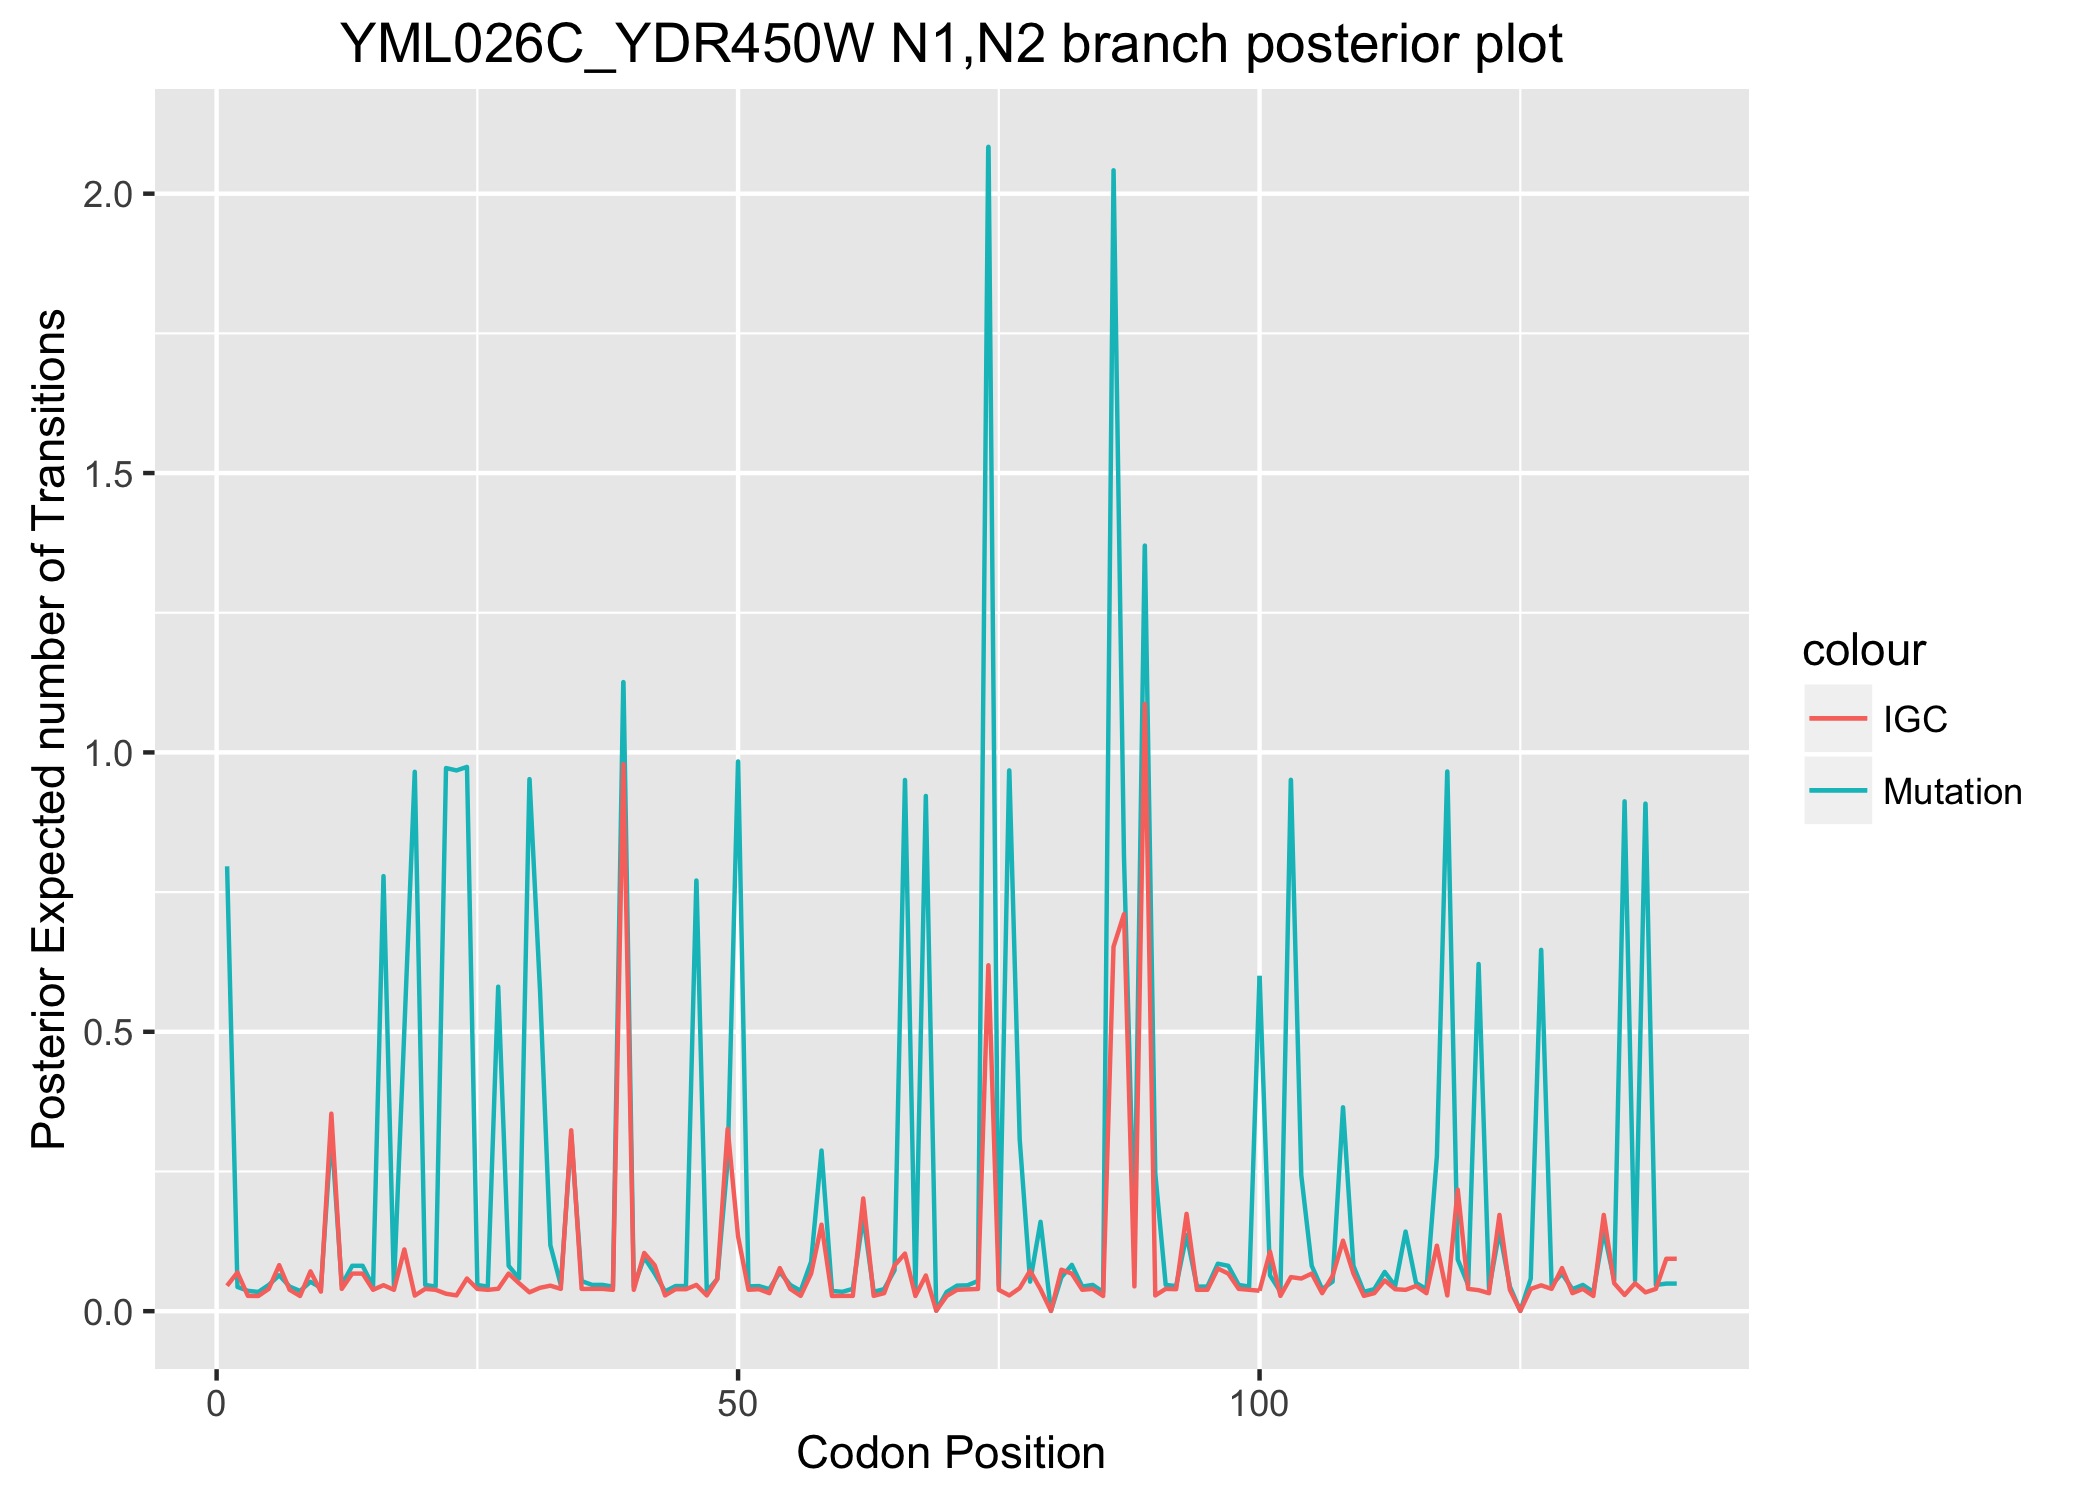 YML026C_YDR450W N1,N2 branch posterior plot
Posterior Expected number of Transitions
2.0
1.5
1.0
0.5
0.0
0
50
100
Codon Position
colour
IGC
Mutation